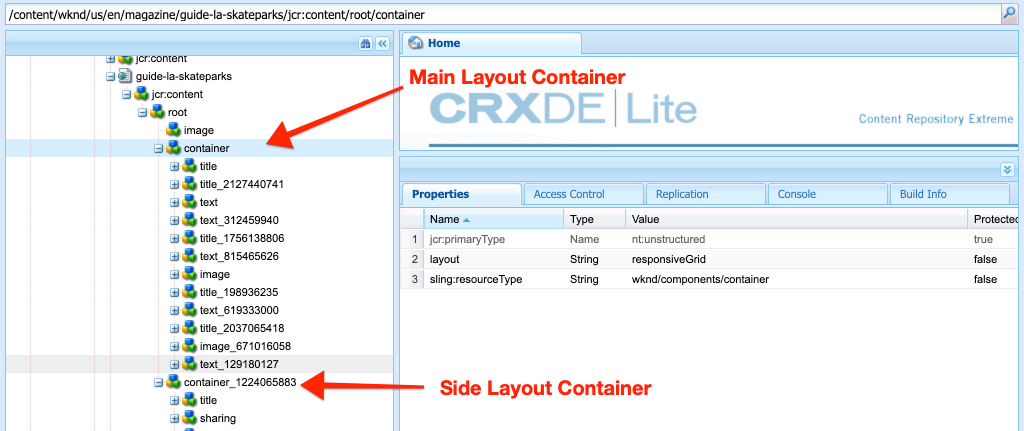 /content/wknd/us/en/magazine/guide-la-skateparks/jcr:content/root/container
jcr:content
guide-la-skateparks
jcr:content
root
image
container
title
title_2127440741
text
text_312459940
title_1756138806
text_815465626
image
title_198936235
text_619333000
title_2037065418
image_671016058
text_129180127
container_1224065883
title
sharing
Main Layout Container
Side Layout Container
Home
CRXDE Lite
Content Repository Extreme
Properties Access Control Replication Console Build Info
Name Type Value Protected
1 jcr:primaryType Name nt:unstructured true
2 layout String responsiveGrid false
3 sling:resourceType String wknd/components/container false